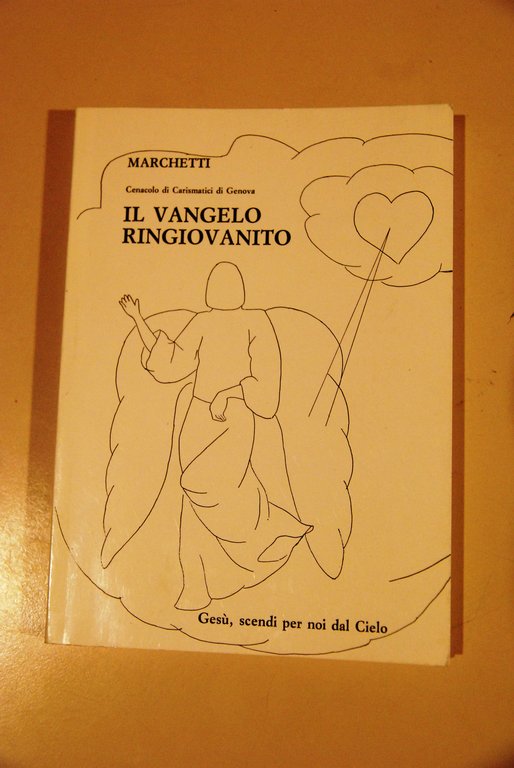 MARCHETTI
Cenacolo di Carismatici di Genova
IL VANGELO
RINGIOVANITO
Gesù, scendi per noi dal Cielo